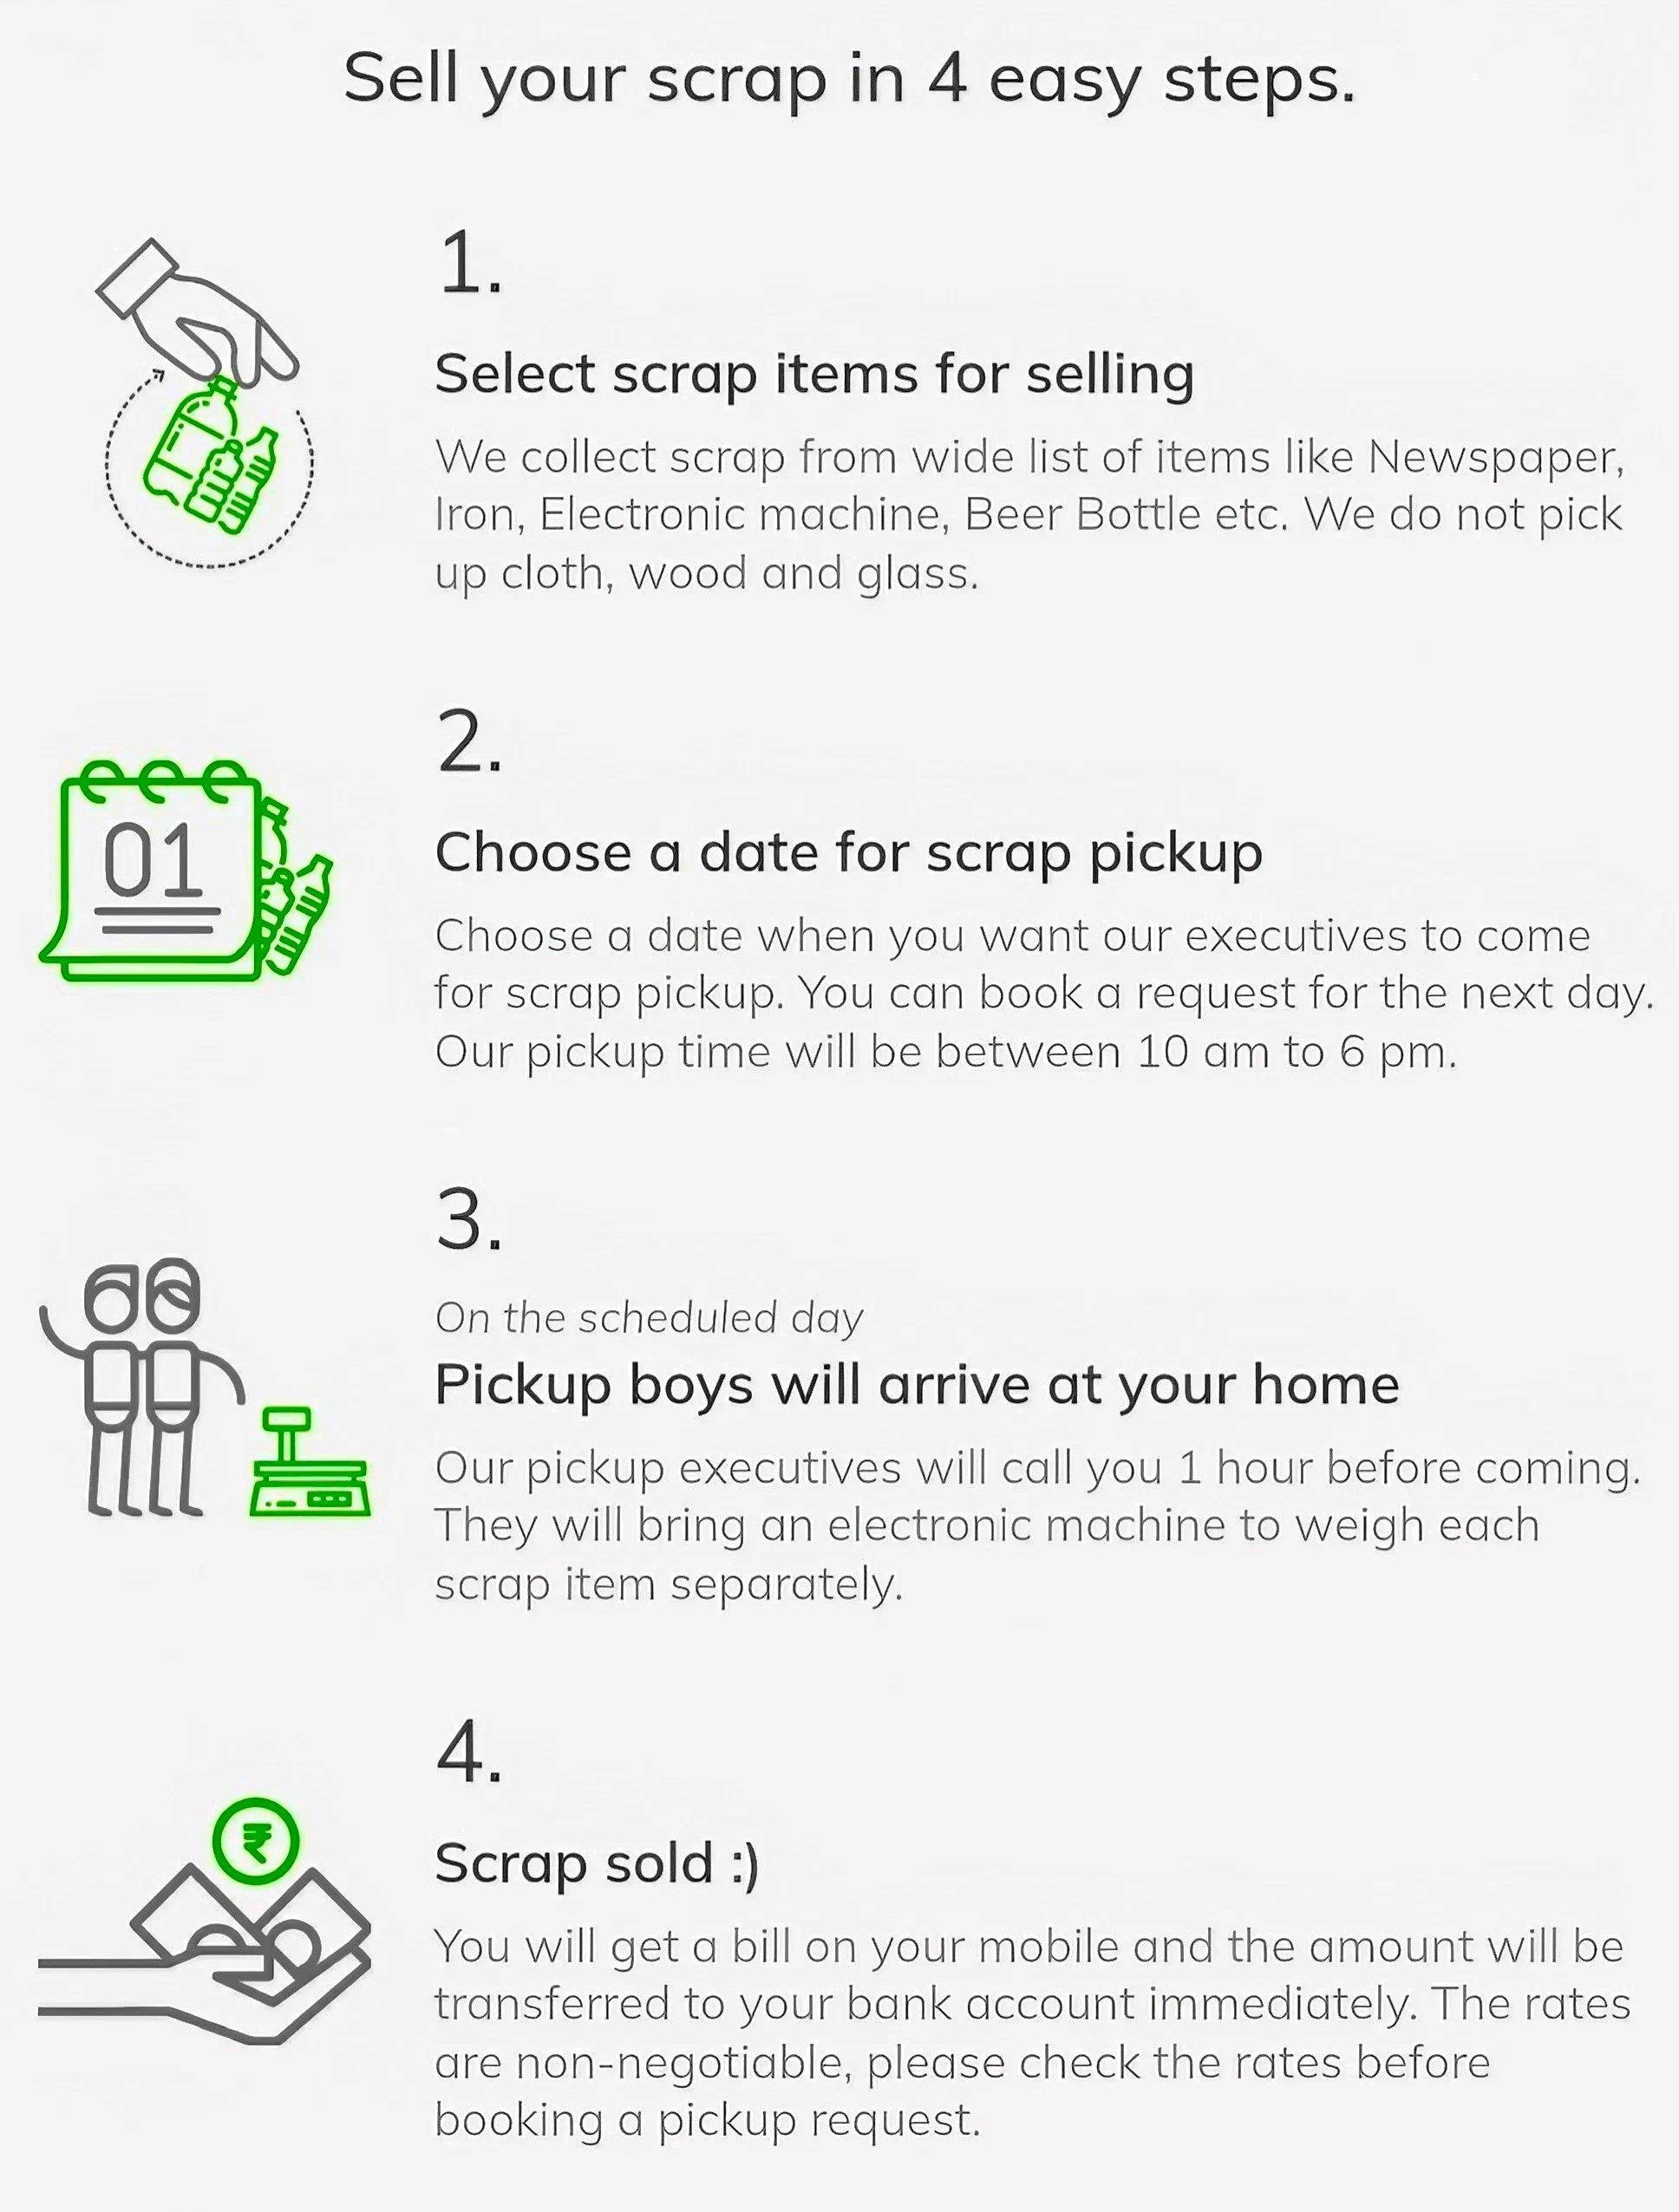 Sell your scrap in 4 easy steps.
1.
Select scrap items for selling
We collect scrap from wide list of items like Newspaper,
Iron, Electronic machine, Beer Bottle etc. We do not pick
up cloth, wood and glass.
2.
01
Choose a date for scrap pickup
Choose a date when you want our executives to come
for scrap pickup. You can book a request for the next day.
Our pickup time will be between 10 am to 6 pm.
3.
On the scheduled day
Pickup boys will arrive at your home
Our pickup executives will call you 1 hour before coming.
They will bring an electronic machine to weigh each
scrap item separately.
4.
₹
Scrap sold :)
You will get a bill on your mobile and the amount will be
transferred to your bank account immediately. The rates
are non-negotiable, please check the rates before
booking a pickup request.